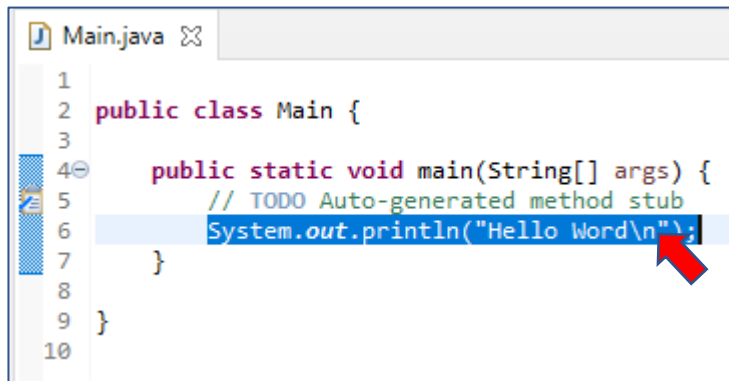 Main.java
1
2 public class Main {
3
4 public static void main(String[] args) {
5 // TODO Auto-generated method stub
6 System.out.println("Hello Word\n");
7 }
8
9 }
10